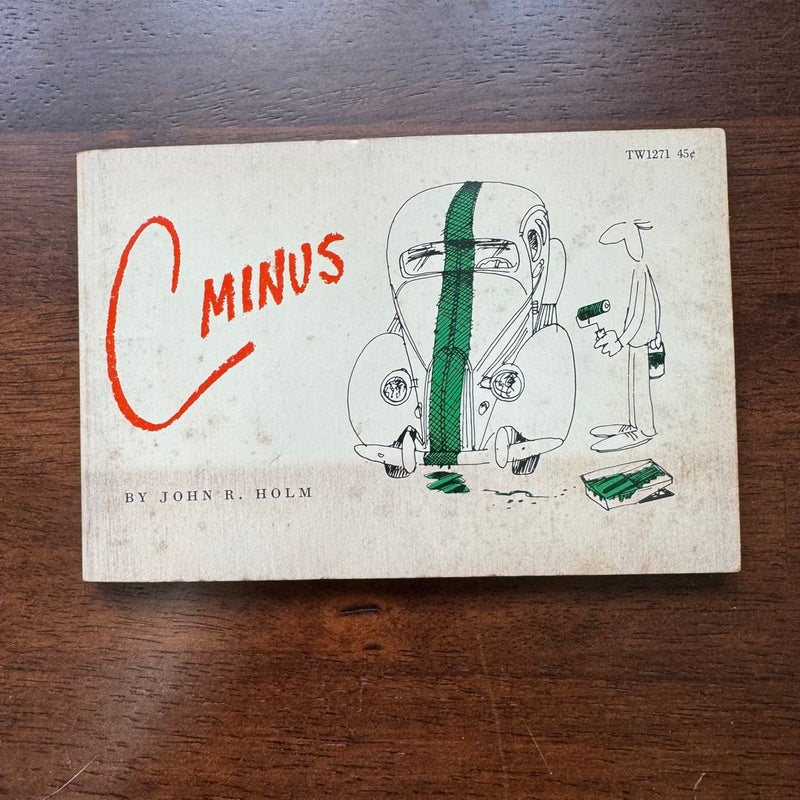 TW1271 45¢
C MINUS
BY JOHN R. HOLM